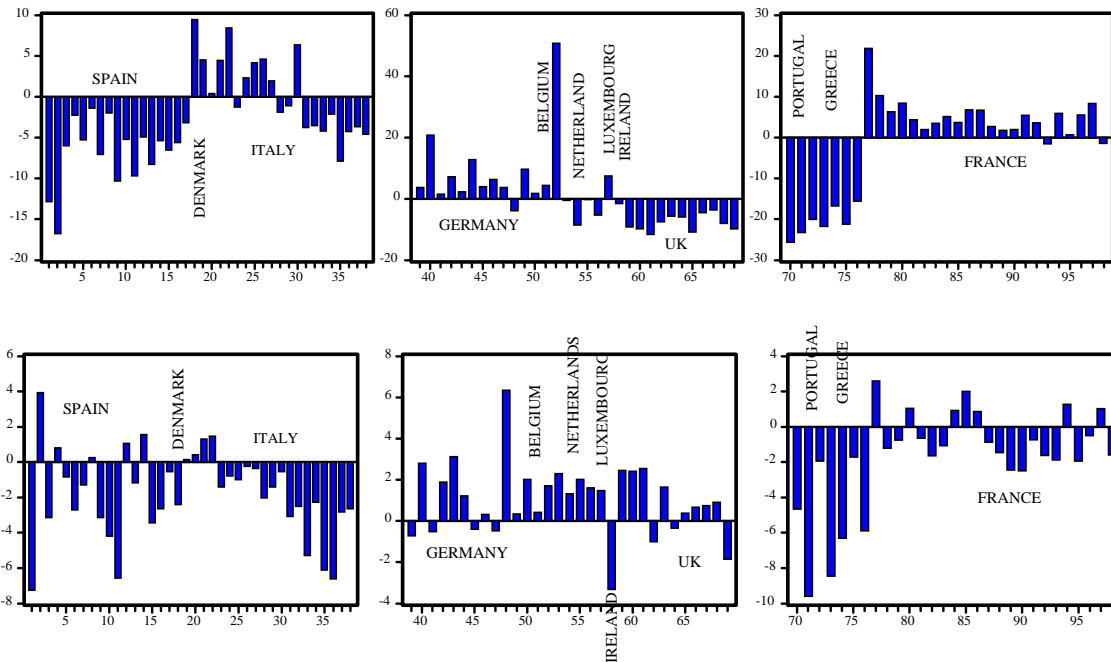 10
5
0
-5
-10
-15
-20
SPAIN
DENMARK
ITALY
5 10 15 20 25 30 35
60
40
20
0
-20
GERMANY
BELGIUM
NETHERLAND
LUXEMBOURG
IRELAND
UK
40 45 50 55 60 65
30
20
10
0
-10
-20
-30
PORTUGAL
GREECE
FRANCE
70 75 80 85 90 95
6
4
2
0
-2
-4
-6
-8
SPAIN
DENMARK
ITALY
5 10 15 20 25 30 35
8
6
4
2
0
-2
-4
GERMANY
BELGIUM
NETHERLANDS
LUXEMBOURG
IRELAND
UK
40 45 50 55 60 65
4
2
0
-2
-4
-6
-8
-10
PORTUGAL
GREECE
FRANCE
70 75 80 85 90 95